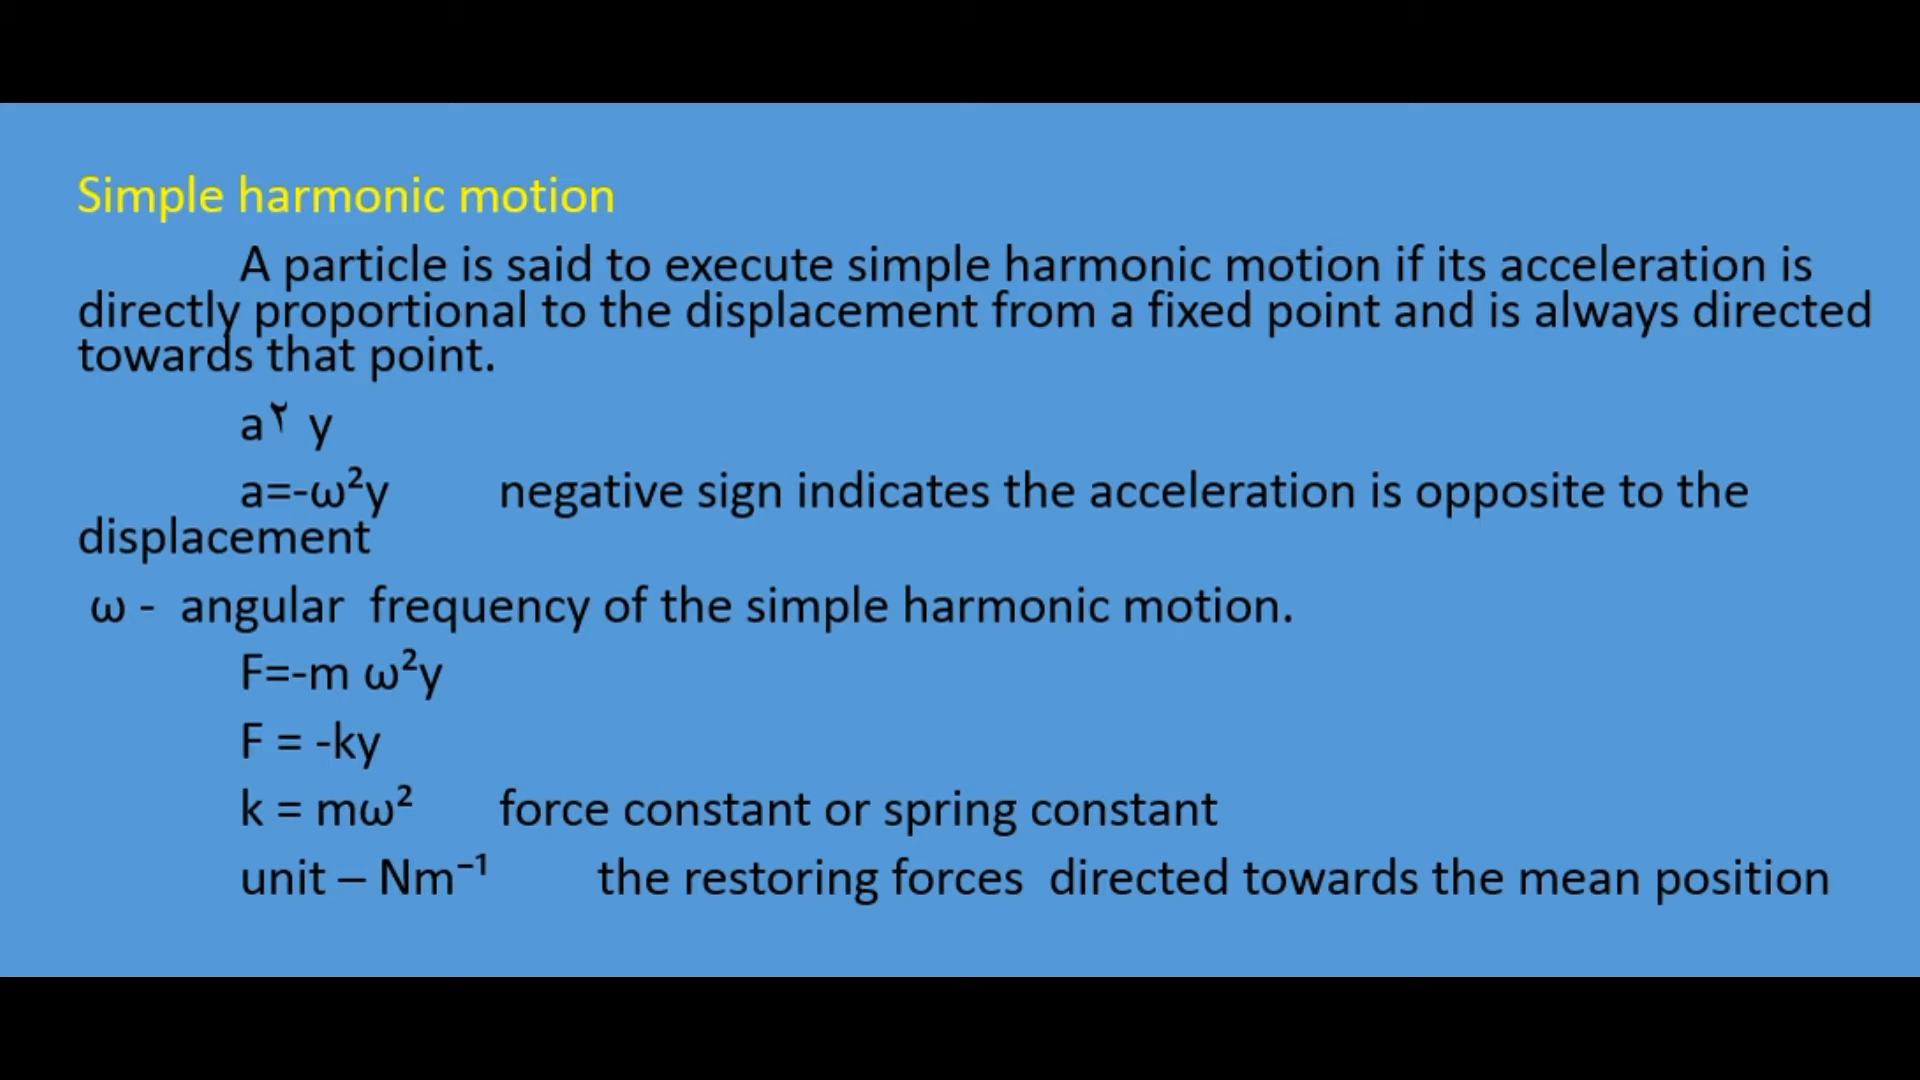 Simple harmonic motion
A particle is said to execute simple harmonic motion if its acceleration is
directly proportional to the displacement from a fixed point and is always directed
towards that point.
a٢ y
a=-ω²y negative sign indicates the acceleration is opposite to the
displacement
ω - angular frequency of the simple harmonic motion.
F=-m ω²y
F = -ky
k = mω² force constant or spring constant
unit – Nm⁻¹ the restoring forces directed towards the mean position